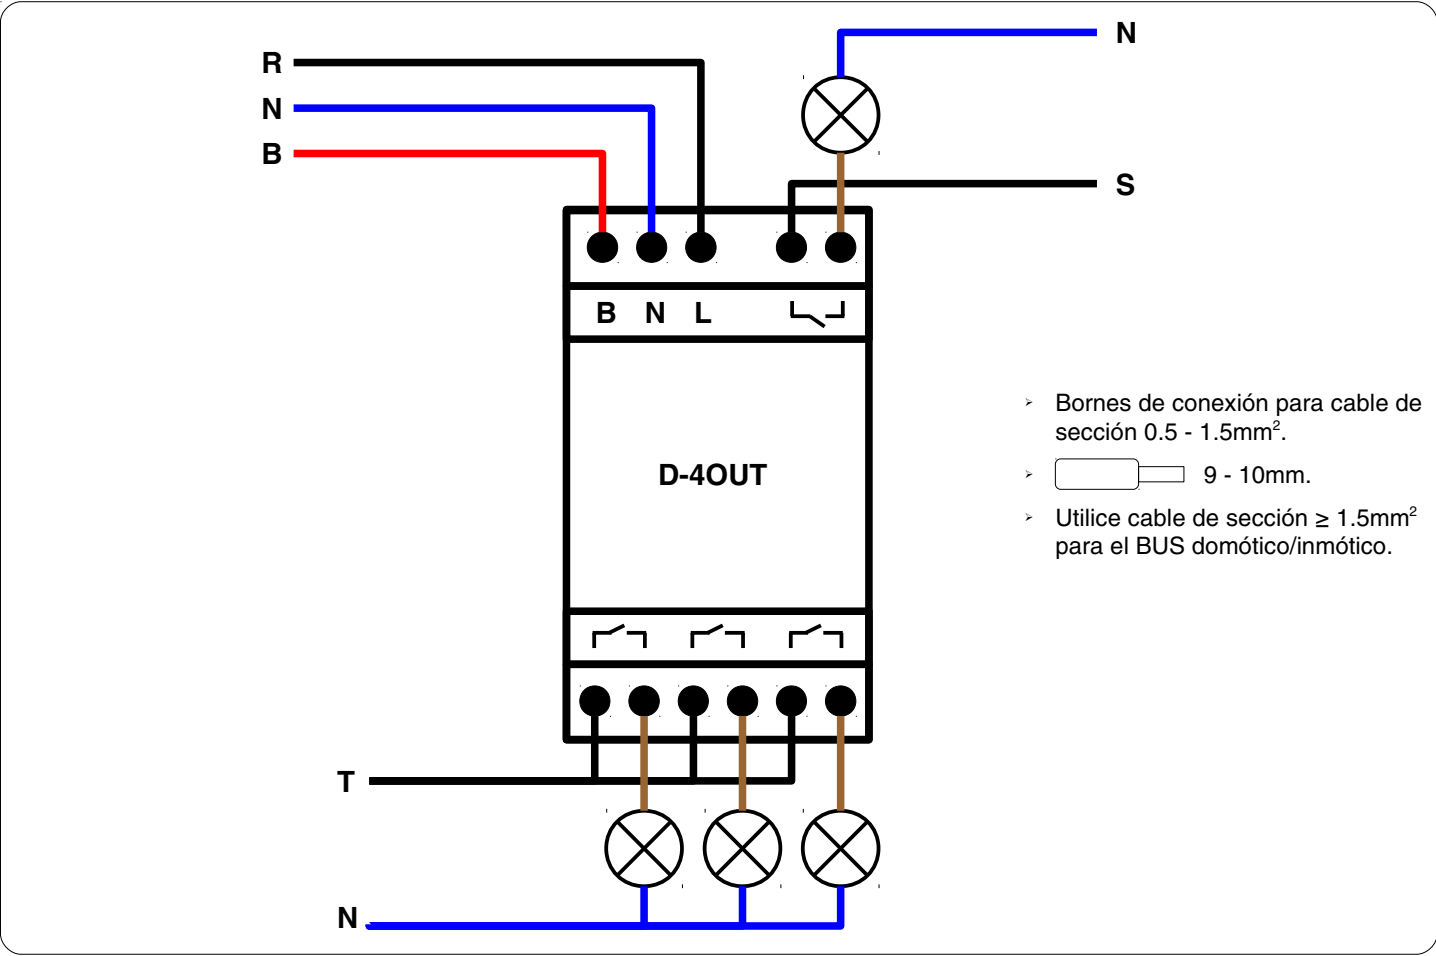 N
R
N
B
S
B N L
D-4OUT
Bornes de conexión para cable de
sección 0.5 - 1.5mm².
9 - 10mm.
Utilice cable de sección ≥ 1.5mm²
para el BUS domótico/inmótico.
T
N